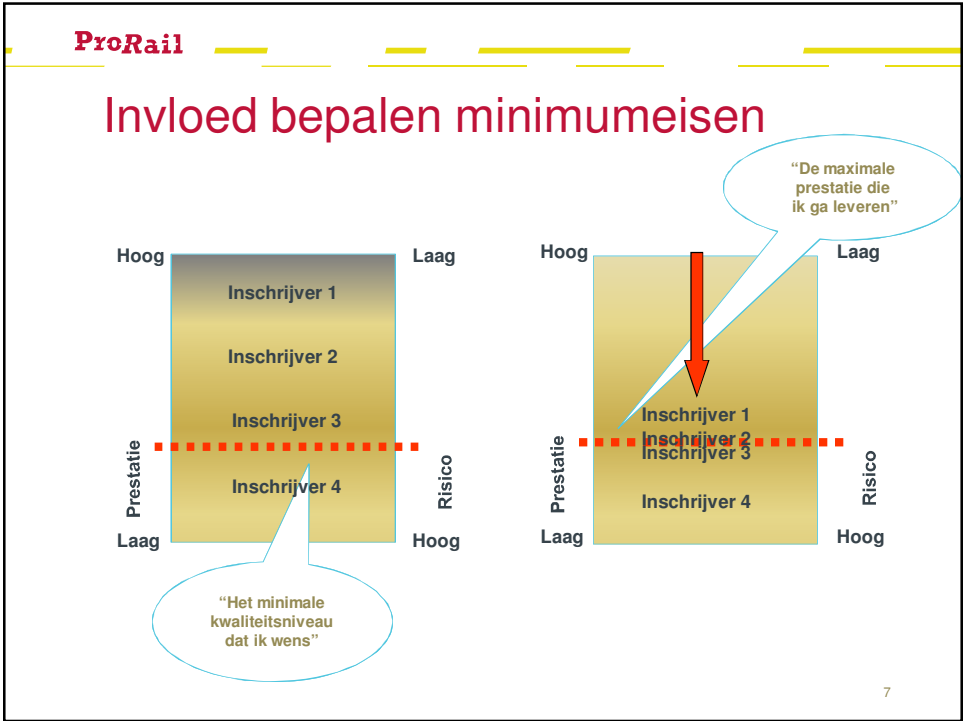 ProRail
Invloed bepalen minimumeisen
“De maximale
prestatie die
ik ga leveren”
Hoog
Laag
Inschrijver 1
Inschrijver 2
Inschrijver 3
Inschrijver 4
Prestatie
Risico
Laag
Hoog
“Het minimale
kwaliteitsniveau
dat ik wens”
Hoog
Laag
Inschrijver 1
Inschrijver 2
Inschrijver 3
Inschrijver 4
Prestatie
Risico
Laag
Hoog
7